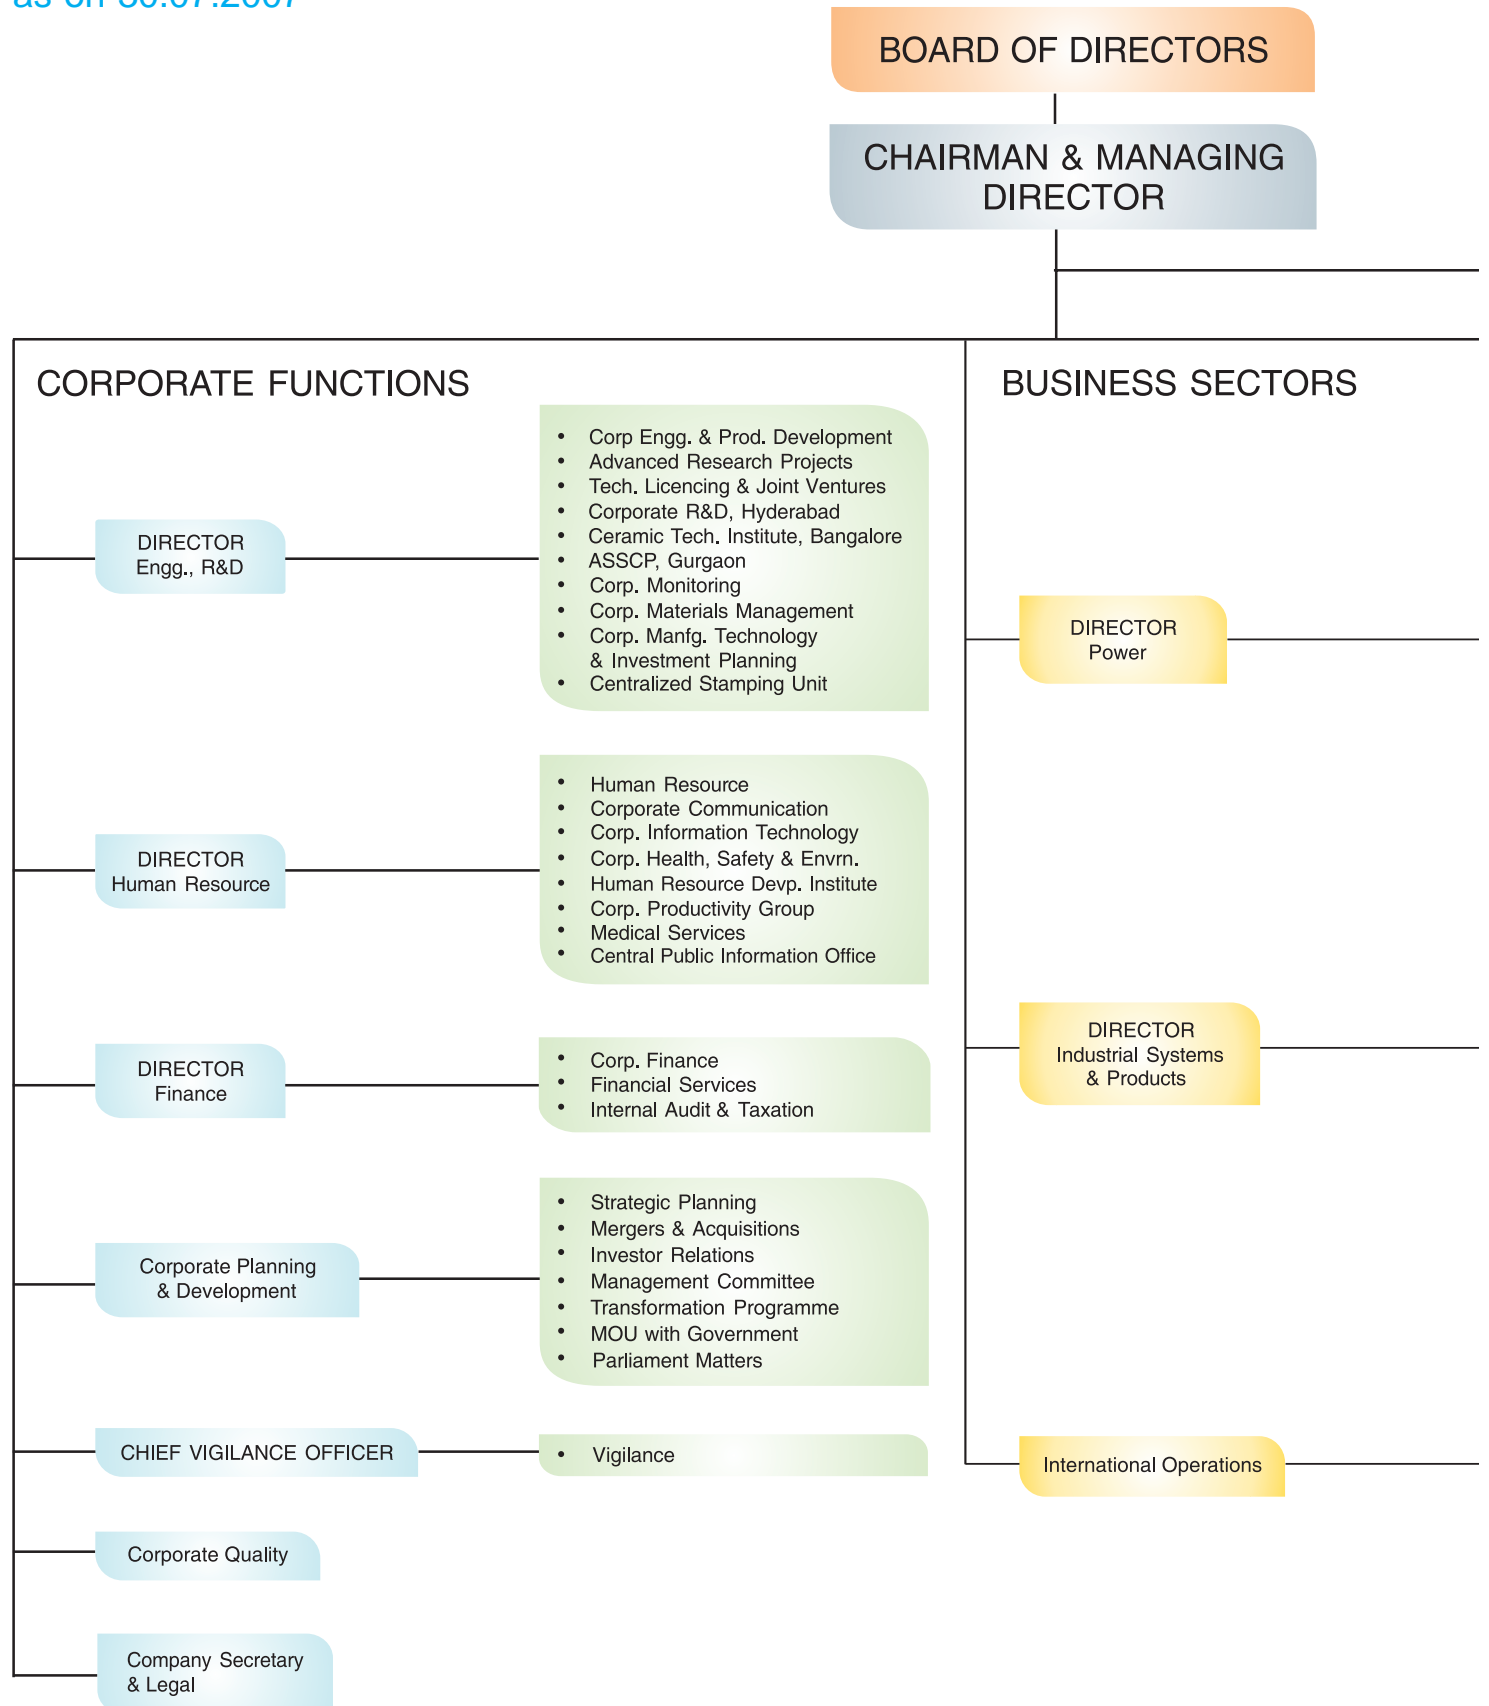 as on 30.07.2007
BOARD OF DIRECTORS
CHAIRMAN & MANAGING
DIRECTOR
CORPORATE FUNCTIONS
DIRECTOR
Engg., R&D
• Corp Engg. & Prod. Development
• Advanced Research Projects
• Tech. Licencing & Joint Ventures
• Corporate R&D, Hyderabad
• Ceramic Tech. Institute, Bangalore
• ASSCP, Gurgaon
• Corp. Monitoring
• Corp. Materials Management
• Corp. Manfg. Technology
& Investment Planning
• Centralized Stamping Unit
DIRECTOR
Human Resource
• Human Resource
• Corporate Communication
• Corp. Information Technology
• Corp. Health, Safety & Envrn.
• Human Resource Devp. Institute
• Corp. Productivity Group
• Medical Services
• Central Public Information Office
DIRECTOR
Finance
• Corp. Finance
• Financial Services
• Internal Audit & Taxation
Corporate Planning
& Development
• Strategic Planning
• Mergers & Acquisitions
• Investor Relations
• Management Committee
• Transformation Programme
• MOU with Government
• Parliament Matters
CHIEF VIGILANCE OFFICER
• Vigilance
Corporate Quality
Company Secretary
& Legal
BUSINESS SECTORS
DIRECTOR
Power
DIRECTOR
Industrial Systems
& Products
International Operations